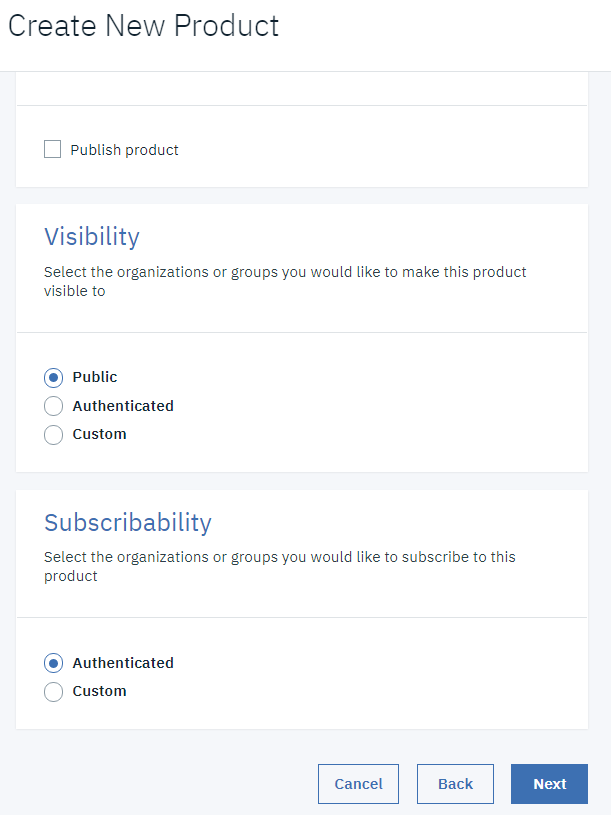 Create New Product
Publish product
Visibility
Select the organizations or groups you would like to make this product
visible to
Public
Authenticated
Custom
Subscribability
Select the organizations or groups you would like to subscribe to this
product
Authenticated
Custom
Cancel Back Next